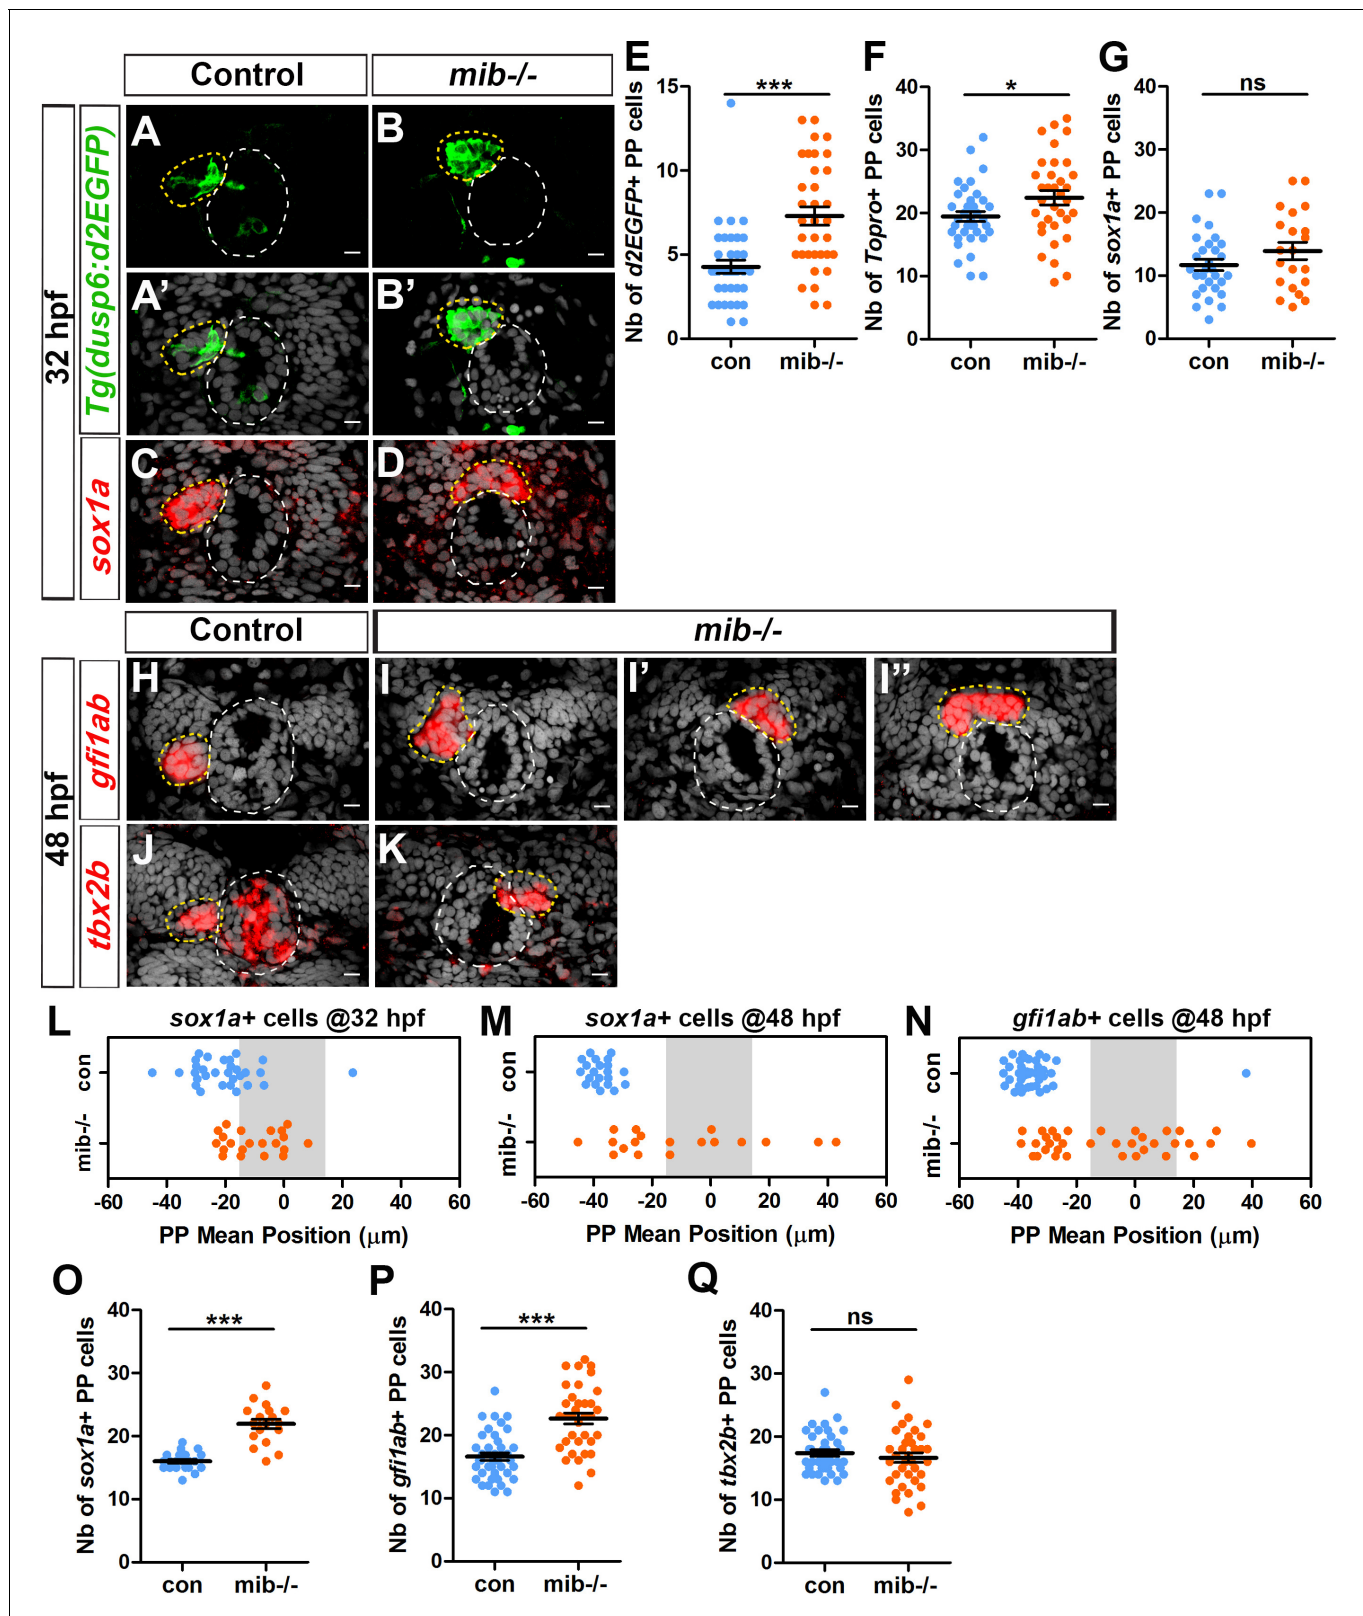 Control
mib-/-
32 hpf
Tg(dusp6:d2EGFP)
A
B
A’
B’
sox1a
C
D
E
Nb of d2EGFP+ PP cells
15
10
5
0
***
con
mib-/-
F
Nb of Topro+ PP cells
40
30
20
10
0
*
con
mib-/-
G
Nb of sox1a+ PP cells
40
30
20
10
0
ns
con
mib-/-
Control
mib-/-
48 hpf
gfi1ab
H
I
I’
I’’
tbx2b
J
K
L
sox1a+ cells @32 hpf
con
mib-/-
-60 -40 -20 0 20 40 60
PP Mean Position (μm)
M
sox1a+ cells @48 hpf
con
mib-/-
-60 -40 -20 0 20 40 60
PP Mean Position (μm)
N
gfi1ab+ cells @48 hpf
con
mib-/-
-60 -40 -20 0 20 40 60
PP Mean Position (μm)
O
Nb of sox1a+ PP cells
40
30
20
10
0
***
con
mib-/-
P
Nb of gfi1ab+ PP cells
40
30
20
10
0
***
con
mib-/-
Q
Nb of tbx2b+ PP cells
40
30
20
10
0
ns
con
mib-/-